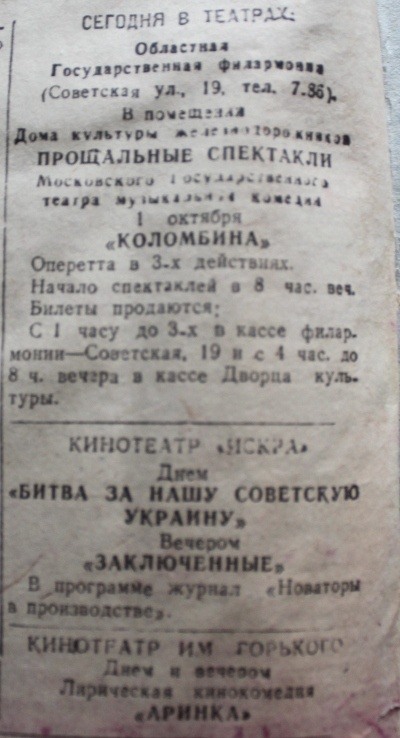 СЕГОДНЯ В ТЕАТРАХ:
Областная
Государственная филармония
(Советская ул., 19, тел. 7.86).
В помещении
Дома культуры железнодорожников
ПРОЩАЛЬНЫЕ СПЕКТАКЛИ
Московского Государственного
театра музыкальной комедии
1 октября
«КОЛОМБИНА»
Оперетта в 3-х действиях.
Начало спектаклей в 8 час. веч.
Билеты продаются:
С 1 часу до 3-х в кассе филар-
монии—Советская, 19 и с 4 час. до
8 ч. вечера в кассе Дворца куль-
туры.
КИНОТЕАТР «ИСКРА»
Днем
«БИТВА ЗА НАШУ СОВЕТСКУЮ
УКРАИНУ»
Вечером
«ЗАКЛЮЧЕННЫЕ»
В программе журнал «Новаторы
в производстве».
КИНОТЕАТР ИМ. ГОРЬКОГО
Днем и вечером
Лирическая кинокомедия
«АРИНКА»